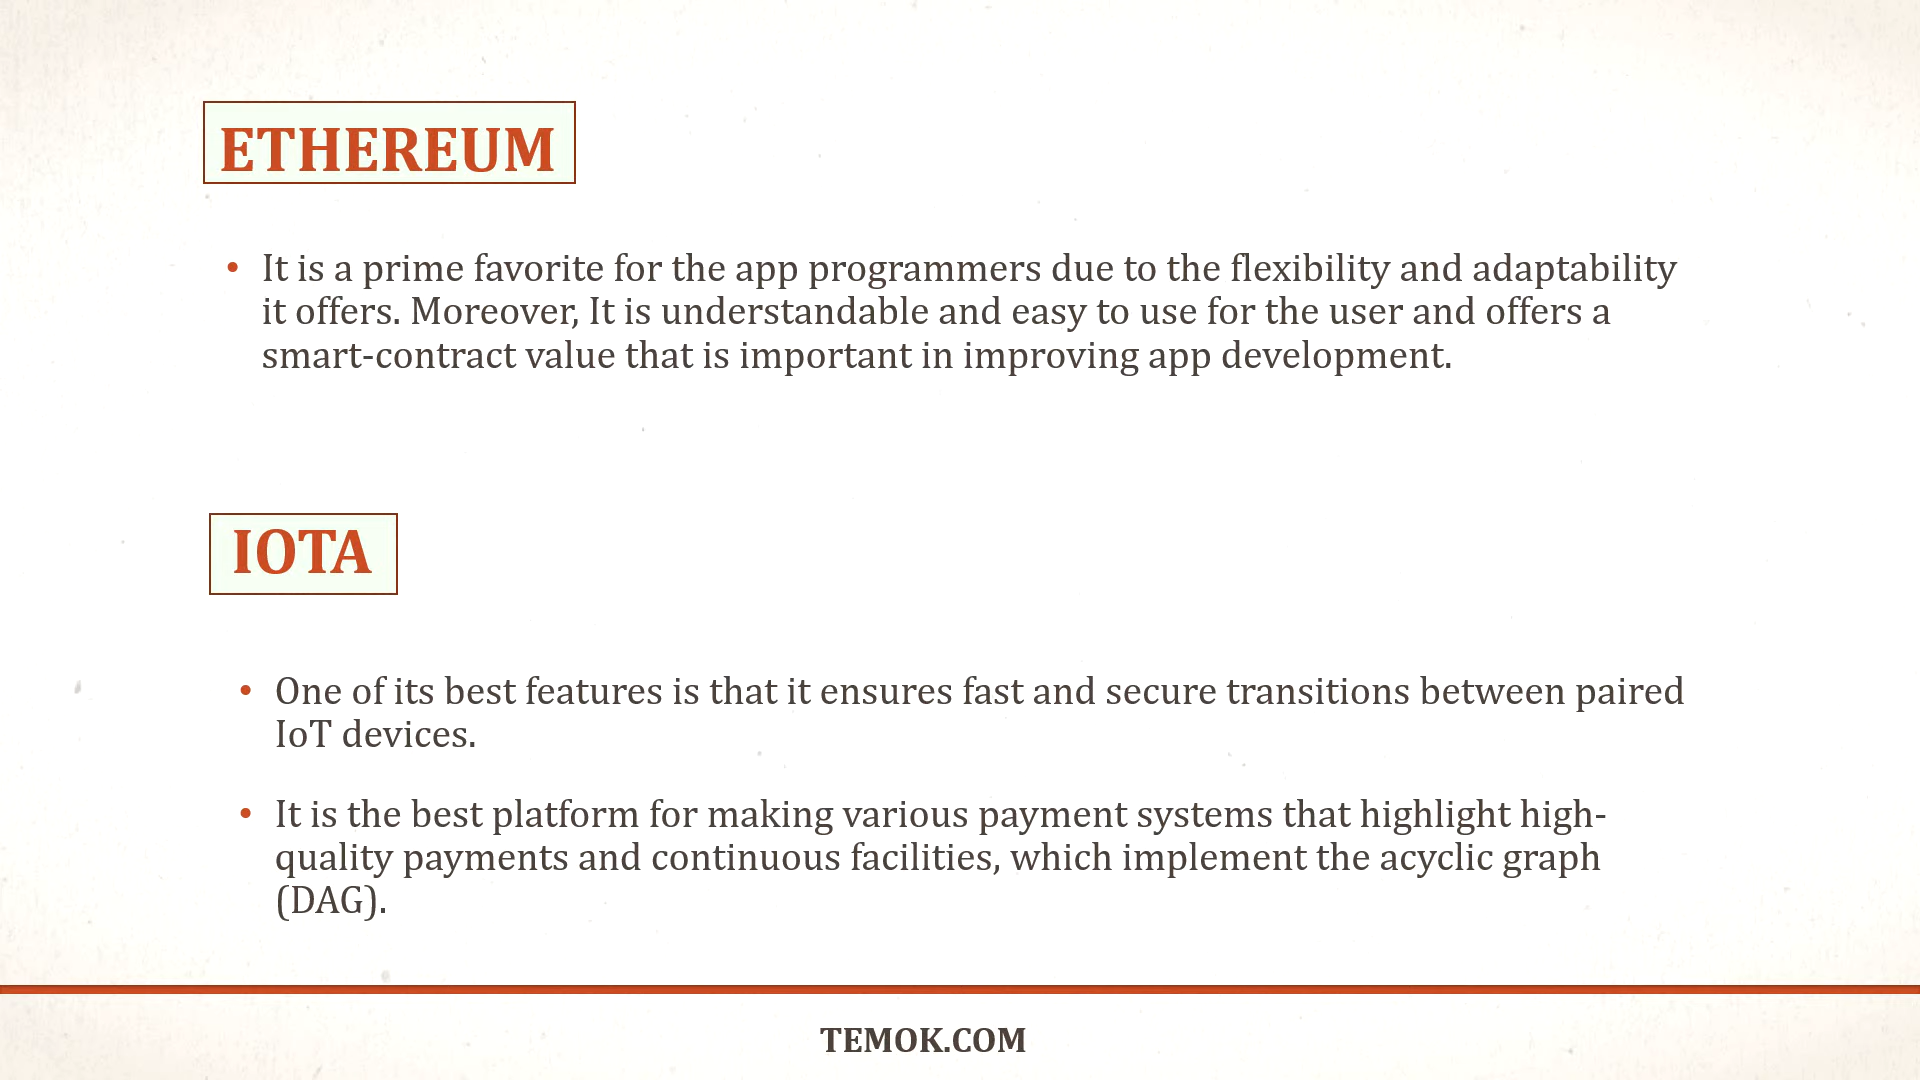 ETHEREUM
• It is a prime favorite for the app programmers due to the flexibility and adaptability
it offers. Moreover, It is understandable and easy to use for the user and offers a
smart-contract value that is important in improving app development.
IOTA
• One of its best features is that it ensures fast and secure transitions between paired
IoT devices.
• It is the best platform for making various payment systems that highlight high-
quality payments and continuous facilities, which implement the acyclic graph
(DAG).
TEMOK.COM